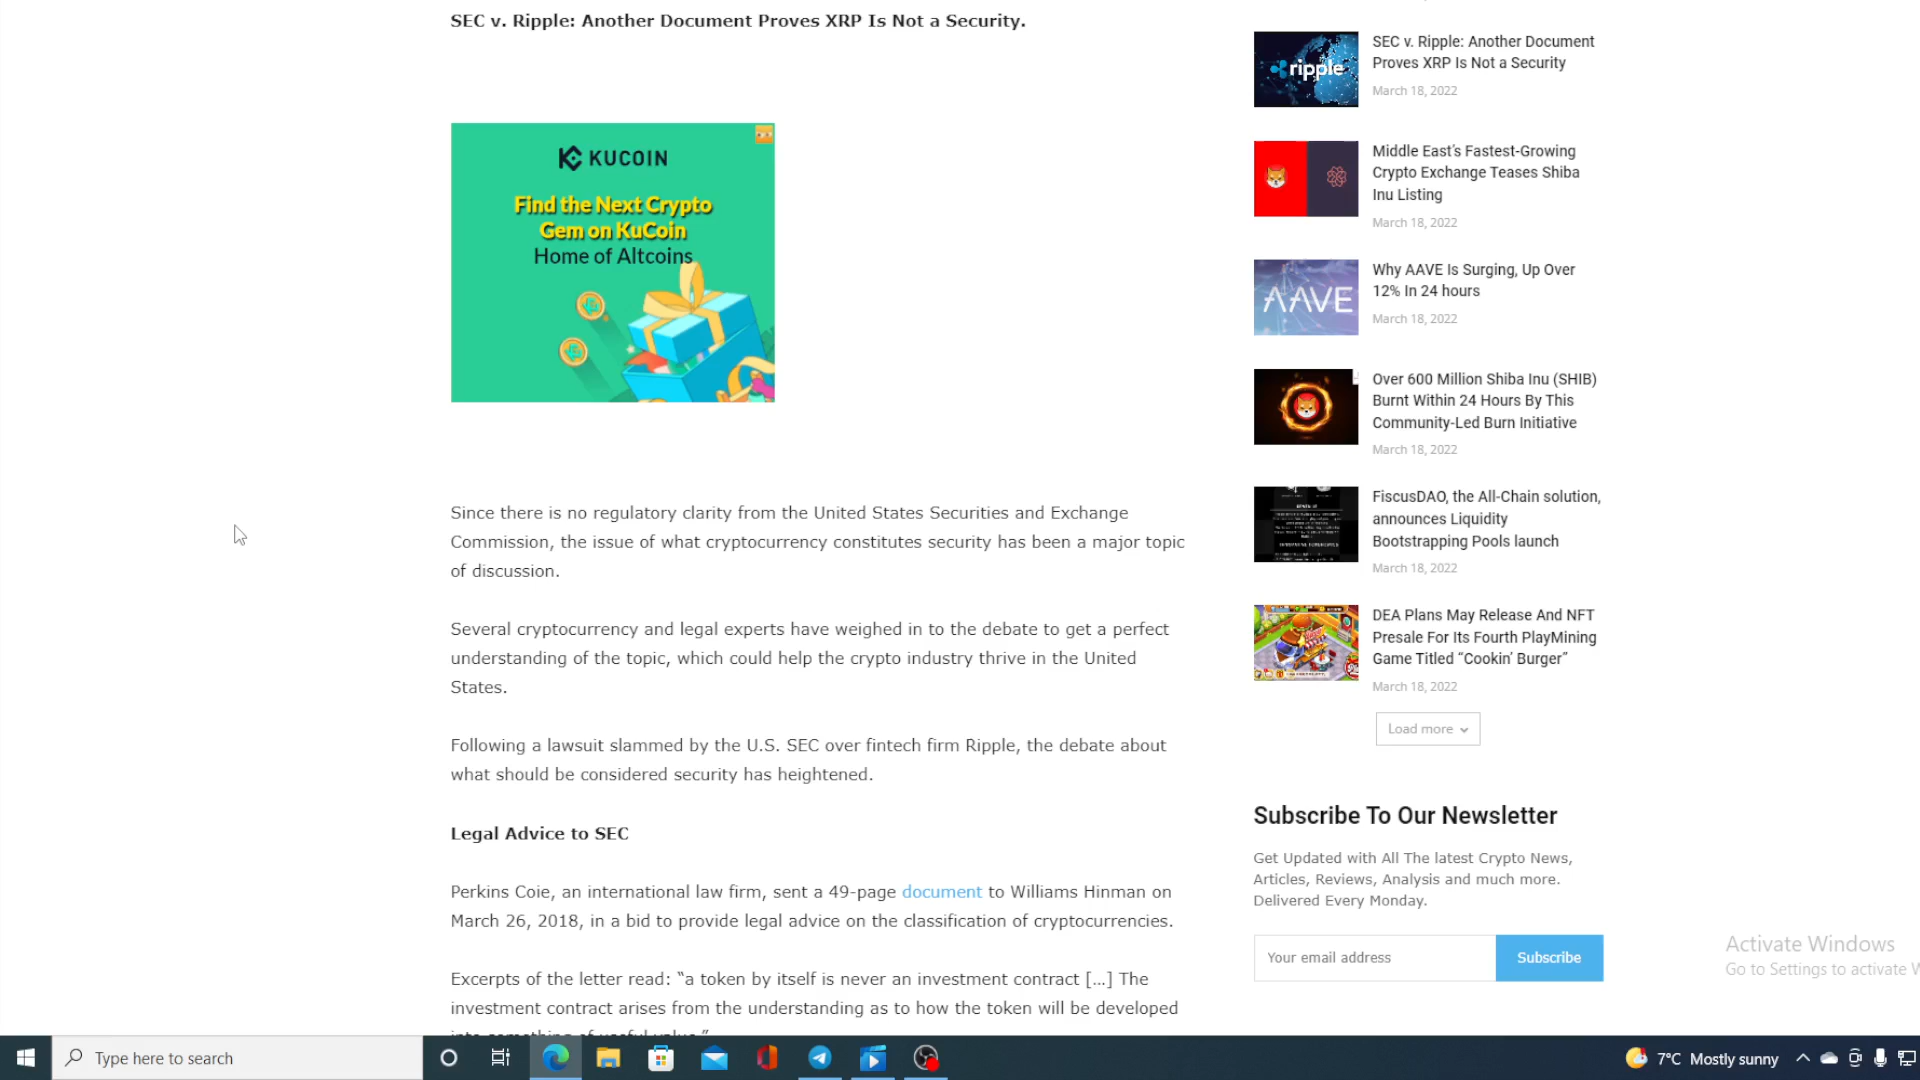 SEC v. Ripple: Another Document Proves XRP Is Not a Security.
KUCOIN
Find the Next Crypto
Gem on KuCoin
Home of Altcoins
Since there is no regulatory clarity from the United States Securities and Exchange
Commission, the issue of what cryptocurrency constitutes security has been a major topic
of discussion.
Several cryptocurrency and legal experts have weighed in to the debate to get a perfect
understanding of the topic, which could help the crypto industry thrive in the United
States.
Following a lawsuit slammed by the U.S. SEC over fintech firm Ripple, the debate about
what should be considered security has heightened.
Legal Advice to SEC
Perkins Coie, an international law firm, sent a 49-page document to Williams Hinman on
March 26, 2018, in a bid to provide legal advice on the classification of cryptocurrencies.
Excerpts of the letter read: “a token by itself is never an investment contract […] The
investment contract arises from the understanding as to how the token will be developed
into something of useful value.”
ripple
SEC v. Ripple: Another Document
Proves XRP Is Not a Security
March 18, 2022
Middle East's Fastest-Growing
Crypto Exchange Teases Shiba
Inu Listing
March 18, 2022
AAVE
Why AAVE Is Surging, Up Over
12% In 24 hours
March 18, 2022
Over 600 Million Shiba Inu (SHIB)
Burnt Within 24 Hours By This
Community-Led Burn Initiative
March 18, 2022
FiscusDAO, the All-Chain solution,
announces Liquidity
Bootstrapping Pools launch
March 18, 2022
DEA Plans May Release And NFT
Presale For Its Fourth PlayMining
Game Titled “Cookin’ Burger”
March 18, 2022
Load more
Subscribe To Our Newsletter
Get Updated with All The latest Crypto News,
Articles, Reviews, Analysis and much more.
Delivered Every Monday.
Your email address
Subscribe
Activate Windows
Go to Settings to activate W
Type here to search
7°C Mostly sunny